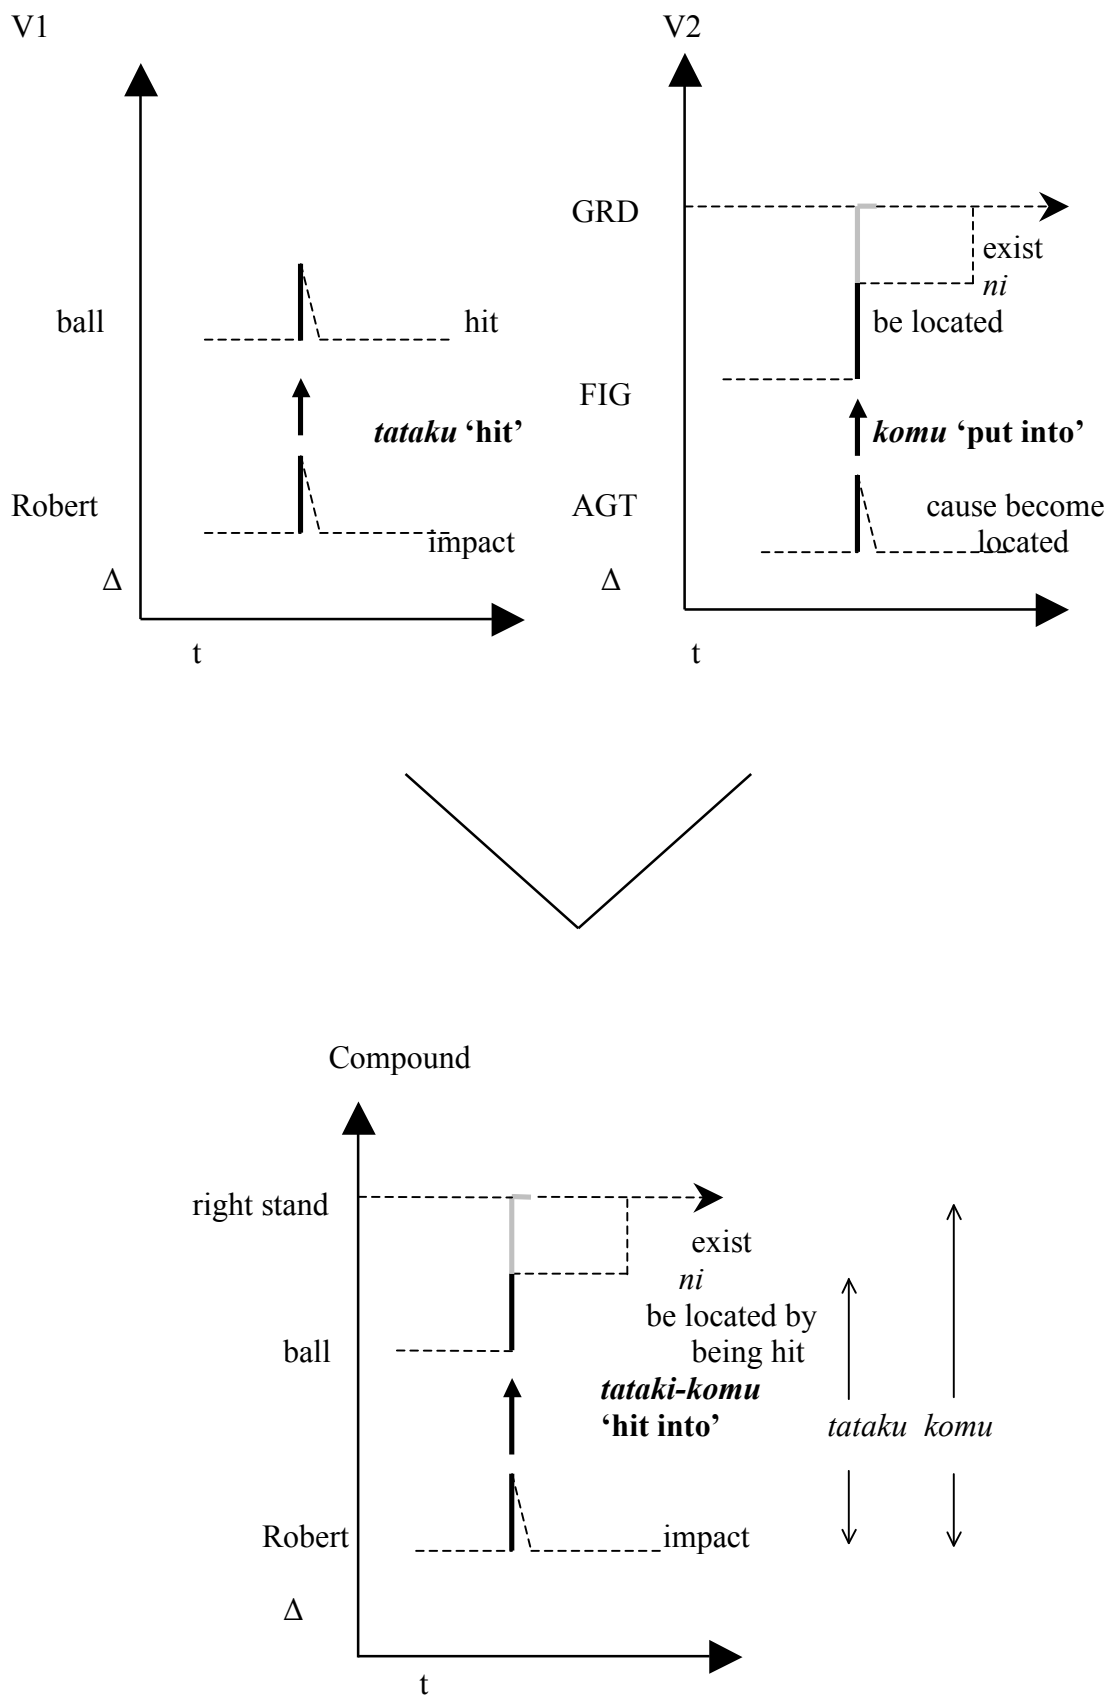 V1
ball
hit
tataku ‘hit’
Robert
impact
Δ
t
V2
GRD
exist
ni
be located
FIG
komu ‘put into’
AGT
cause become
located
Δ
t
Compound
right stand
exist
ni
be located by
being hit
ball
tataki-komu
‘hit into’
tataku komu
Robert
impact
Δ
t